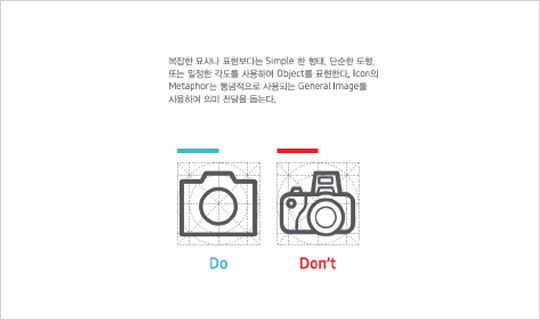 복잡한 묘사나 표현보다는 Simple 한 형태, 단순한 도형,
또는 일정한 각도를 사용하여 Object를 표현한다. Icon의
Metaphor는 통념적으로 사용되는 General Image를
사용하여 의미 전달을 돕는다.
Do
Don't